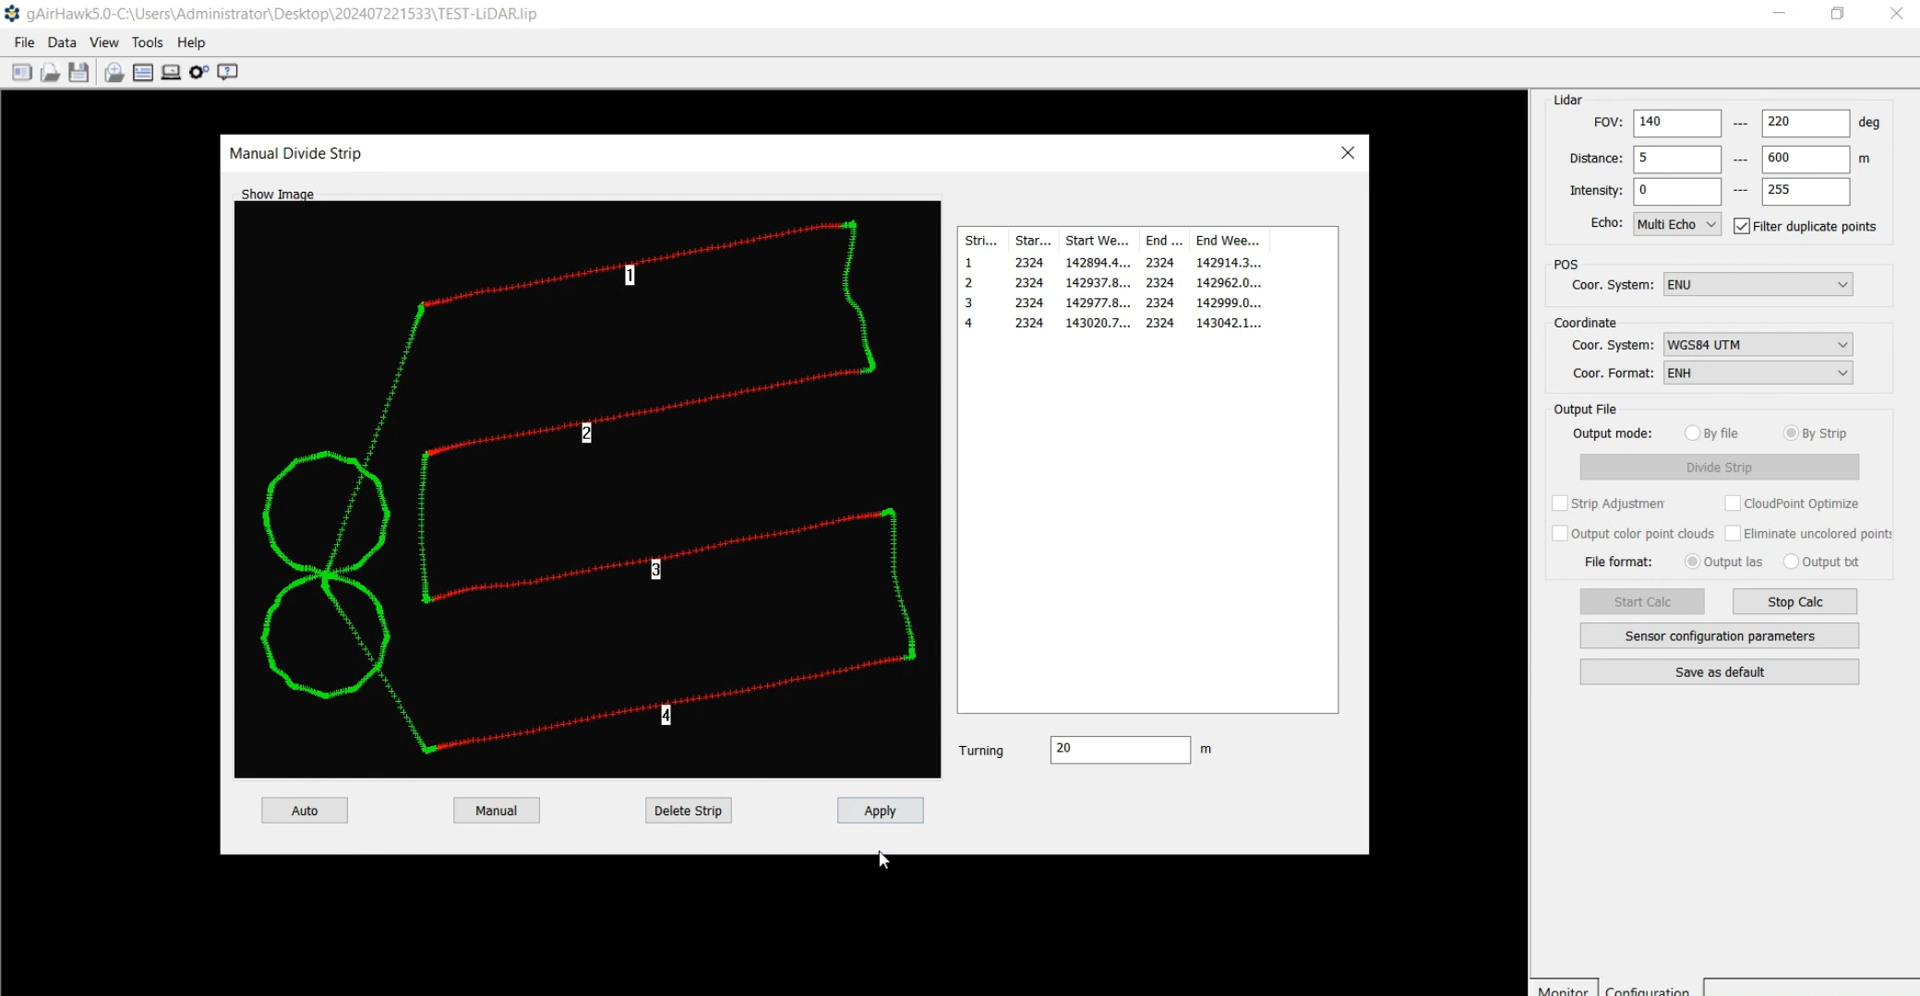 gAirHawk5.0-C:\Users\Administrator\Desktop\202407221533\TEST-LiDAR.lip
File Data View Tools Help
Manual Divide Strip
Show Image
1
2
3
4
Stri... Star... Start We... End ... End Wee...
1 2324 142894.4... 2324 142914.3...
2 2324 142937.8... 2324 142962.0...
3 2324 142977.8... 2324 142999.0...
4 2324 143020.7... 2324 143042.1...
Turning 20 m
Auto Manual Delete Strip Apply
Lidar
FOV: 140 --- 220 deg
Distance: 5 --- 600 m
Intensity: 0 --- 255
Echo: Multi Echo Filter duplicate points
POS
Coor. System: ENU
Coordinate
Coor. System: WGS84 UTM
Coor. Format: ENH
Output File
Output mode: By file By Strip
Divide Strip
Strip Adjustmen CloudPoint Optimize
Output color point clouds Eliminate uncolored points
File format: Output las Output txt
Start Calc Stop Calc
Sensor configuration parameters
Save as default
Monitor Configuration